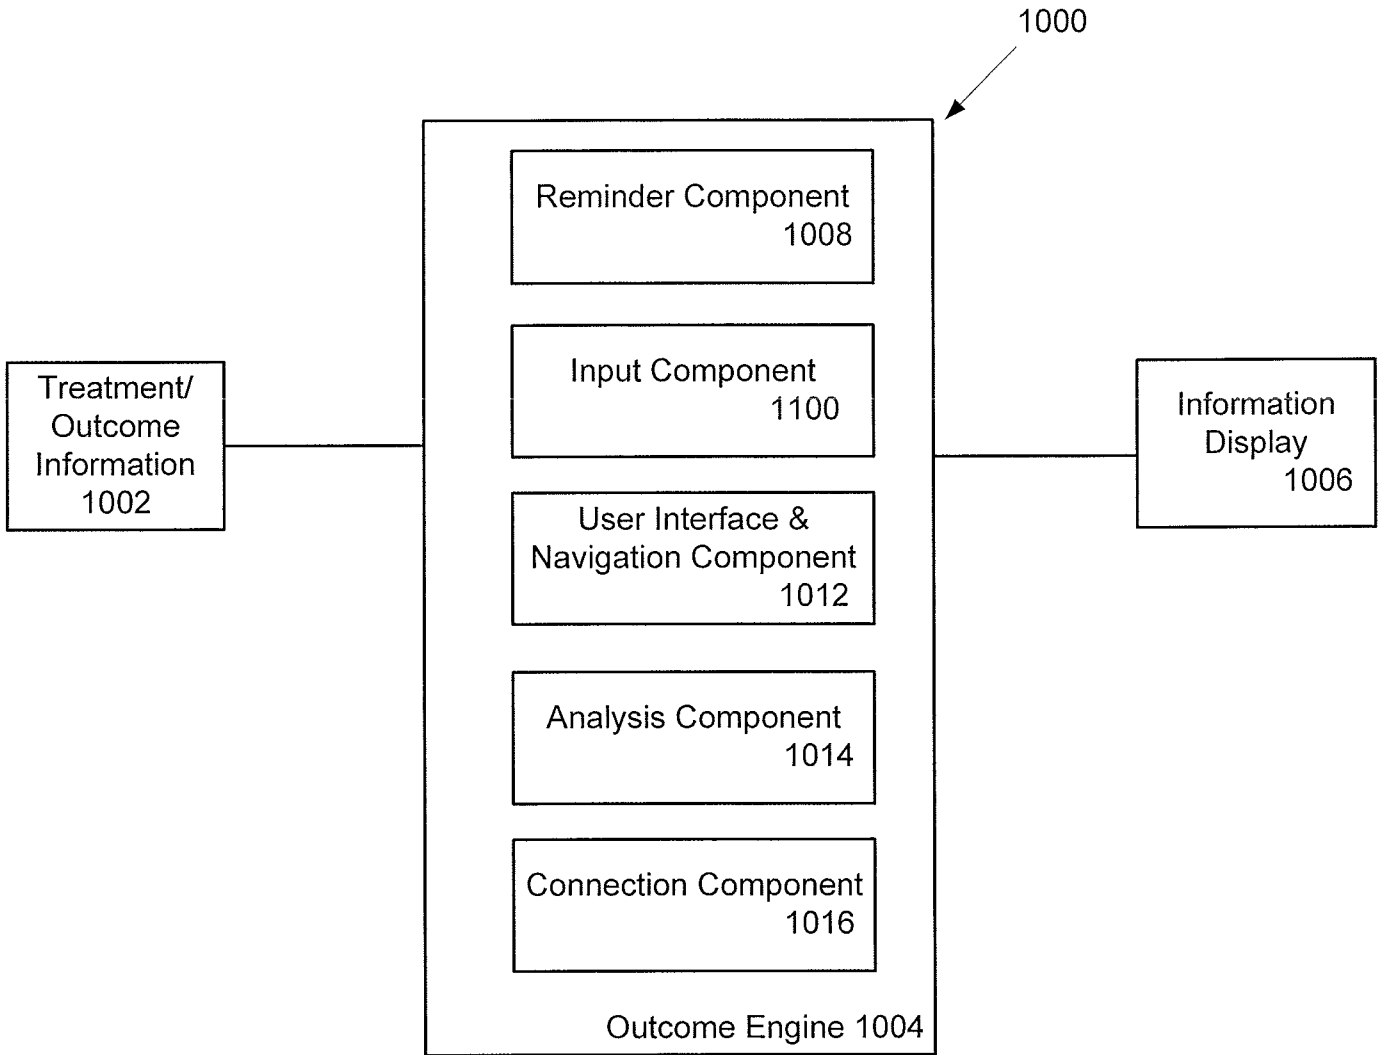 1000
Reminder Component
1008
Input Component
1100
Treatment/
Outcome
Information
1002
User Interface &
Navigation Component
1012
Analysis Component
1014
Connection Component
1016
Outcome Engine 1004
Information
Display
1006